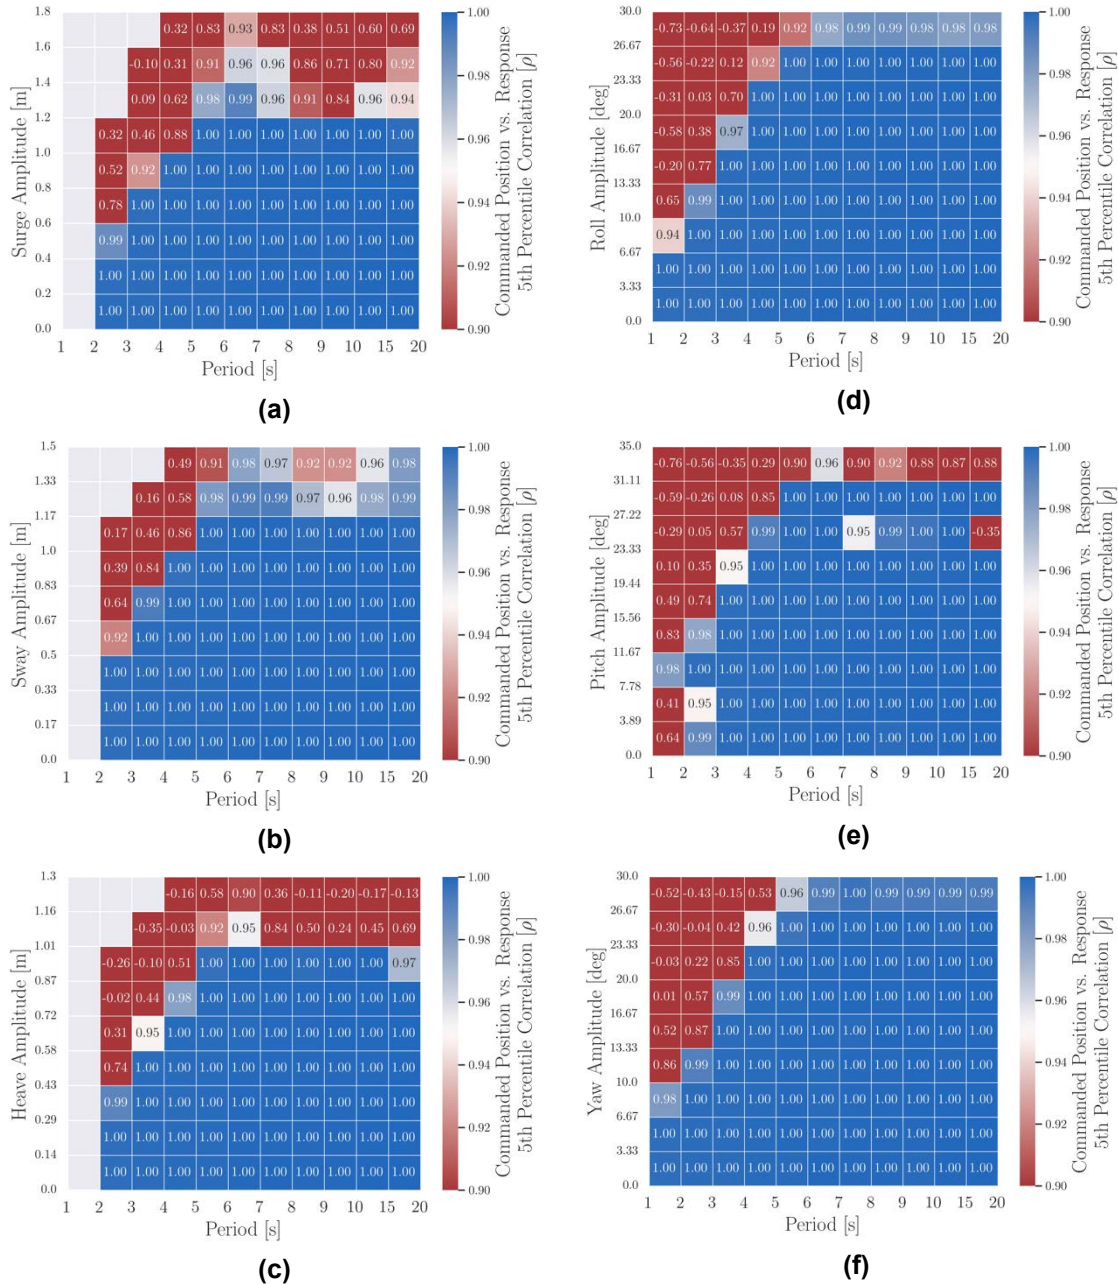 1.8
0.32 0.83 0.93 0.83 0.38 0.51 0.60 0.69
1.6
-0.10 0.31 0.91 0.96 0.96 0.86 0.71 0.80 0.92
1.4
0.09 0.62 0.98 0.99 0.96 0.91 0.84 0.96 0.94
1.2
0.32 0.46 0.88 1.00 1.00 1.00 1.00 1.00 1.00 1.00
1.0
0.52 0.92 1.00 1.00 1.00 1.00 1.00 1.00 1.00 1.00
0.8
0.78 1.00 1.00 1.00 1.00 1.00 1.00 1.00 1.00 1.00
0.6
0.99 1.00 1.00 1.00 1.00 1.00 1.00 1.00 1.00 1.00
0.4
1.00 1.00 1.00 1.00 1.00 1.00 1.00 1.00 1.00 1.00
0.2
1.00 1.00 1.00 1.00 1.00 1.00 1.00 1.00 1.00 1.00
0.0
1 2 3 4 5 6 7 8 9 10 20
Surge Amplitude [m]
Period [s]
1.00
0.98
0.96
0.94
0.92
0.90
Commanded Position vs. Response
5th Percentile Correlation [ρ]
(a)
30.0
-0.73 -0.64 -0.37 0.19 0.92 0.98 0.99 0.99 0.98 0.98 0.98
26.67
-0.56 -0.22 0.12 0.92 1.00 1.00 1.00 1.00 1.00 1.00 1.00
23.33
-0.31 0.03 0.70 1.00 1.00 1.00 1.00 1.00 1.00 1.00 1.00
20.0
-0.58 0.38 0.97 1.00 1.00 1.00 1.00 1.00 1.00 1.00 1.00
16.67
-0.20 0.77 1.00 1.00 1.00 1.00 1.00 1.00 1.00 1.00 1.00
13.33
0.65 0.99 1.00 1.00 1.00 1.00 1.00 1.00 1.00 1.00 1.00
10.0
0.94 1.00 1.00 1.00 1.00 1.00 1.00 1.00 1.00 1.00 1.00
6.67
1.00 1.00 1.00 1.00 1.00 1.00 1.00 1.00 1.00 1.00 1.00
3.33
1.00 1.00 1.00 1.00 1.00 1.00 1.00 1.00 1.00 1.00 1.00
0.0
1 2 3 4 5 6 7 8 9 10 15 20
Roll Amplitude [deg]
Period [s]
1.00
0.98
0.96
0.94
0.92
0.90
Commanded Position vs. Response
5th Percentile Correlation [ρ]
(d)
1.5
0.49 0.91 0.98 0.97 0.92 0.92 0.96 0.98
1.33
0.16 0.58 0.98 0.99 0.99 0.97 0.96 0.98 0.99
1.17
0.17 0.46 0.86 1.00 1.00 1.00 1.00 1.00 1.00 1.00
1.0
0.39 0.84 1.00 1.00 1.00 1.00 1.00 1.00 1.00 1.00
0.83
0.64 0.99 1.00 1.00 1.00 1.00 1.00 1.00 1.00 1.00
0.67
0.92 1.00 1.00 1.00 1.00 1.00 1.00 1.00 1.00 1.00
0.5
1.00 1.00 1.00 1.00 1.00 1.00 1.00 1.00 1.00 1.00
0.33
1.00 1.00 1.00 1.00 1.00 1.00 1.00 1.00 1.00 1.00
0.17
1.00 1.00 1.00 1.00 1.00 1.00 1.00 1.00 1.00 1.00
0.0
1 2 3 4 5 6 7 8 9 10 15 20
Sway Amplitude [m]
Period [s]
1.00
0.98
0.96
0.94
0.92
0.90
Commanded Position vs. Response
5th Percentile Correlation [ρ]
(b)
35.0
-0.76 -0.56 -0.35 0.29 0.90 0.96 0.90 0.92 0.88 0.87 0.88
31.11
-0.59 -0.26 0.08 0.85 1.00 1.00 1.00 1.00 1.00 1.00 1.00
27.22
-0.29 0.05 0.57 0.99 1.00 1.00 0.95 0.99 1.00 1.00 -0.35
23.33
0.10 0.35 0.95 1.00 1.00 1.00 1.00 1.00 1.00 1.00 1.00
19.44
0.49 0.74 1.00 1.00 1.00 1.00 1.00 1.00 1.00 1.00 1.00
15.56
0.83 0.98 1.00 1.00 1.00 1.00 1.00 1.00 1.00 1.00 1.00
11.67
0.98 1.00 1.00 1.00 1.00 1.00 1.00 1.00 1.00 1.00 1.00
7.78
0.41 0.95 1.00 1.00 1.00 1.00 1.00 1.00 1.00 1.00 1.00
3.89
0.64 0.99 1.00 1.00 1.00 1.00 1.00 1.00 1.00 1.00 1.00
0.0
1 2 3 4 5 6 7 8 9 10 15 20
Pitch Amplitude [deg]
Period [s]
1.00
0.98
0.96
0.94
0.92
0.90
Commanded Position vs. Response
5th Percentile Correlation [ρ]
(e)
1.3
-0.16 0.58 0.90 0.36 -0.11 -0.20 -0.17 -0.13
1.16
-0.35 -0.03 0.92 0.95 0.84 0.50 0.24 0.45 0.69
1.01
-0.26 -0.10 0.51 1.00 1.00 1.00 1.00 1.00 1.00 0.97
0.87
-0.02 0.44 0.98 1.00 1.00 1.00 1.00 1.00 1.00 1.00
0.72
0.31 0.95 1.00 1.00 1.00 1.00 1.00 1.00 1.00 1.00
0.58
0.74 1.00 1.00 1.00 1.00 1.00 1.00 1.00 1.00 1.00
0.43
0.99 1.00 1.00 1.00 1.00 1.00 1.00 1.00 1.00 1.00
0.29
1.00 1.00 1.00 1.00 1.00 1.00 1.00 1.00 1.00 1.00
0.14
1.00 1.00 1.00 1.00 1.00 1.00 1.00 1.00 1.00 1.00
0.0
1 2 3 4 5 6 7 8 9 10 15 20
Heave Amplitude [m]
Period [s]
1.00
0.98
0.96
0.94
0.92
0.90
Commanded Position vs. Response
5th Percentile Correlation [ρ]
(c)
30.0
-0.52 -0.43 -0.15 0.53 0.96 0.99 1.00 0.99 0.99 0.99 0.99
26.67
-0.30 -0.04 0.42 0.96 1.00 1.00 1.00 1.00 1.00 1.00 1.00
23.33
-0.03 0.22 0.85 1.00 1.00 1.00 1.00 1.00 1.00 1.00 1.00
20.0
0.01 0.57 0.99 1.00 1.00 1.00 1.00 1.00 1.00 1.00 1.00
16.67
0.52 0.87 1.00 1.00 1.00 1.00 1.00 1.00 1.00 1.00 1.00
13.33
0.86 0.99 1.00 1.00 1.00 1.00 1.00 1.00 1.00 1.00 1.00
10.0
0.98 1.00 1.00 1.00 1.00 1.00 1.00 1.00 1.00 1.00 1.00
6.67
1.00 1.00 1.00 1.00 1.00 1.00 1.00 1.00 1.00 1.00 1.00
3.33
1.00 1.00 1.00 1.00 1.00 1.00 1.00 1.00 1.00 1.00 1.00
0.0
1 2 3 4 5 6 7 8 9 10 15 20
Yaw Amplitude [deg]
Period [s]
1.00
0.98
0.96
0.94
0.92
0.90
Commanded Position vs. Response
5th Percentile Correlation [ρ]
(f)